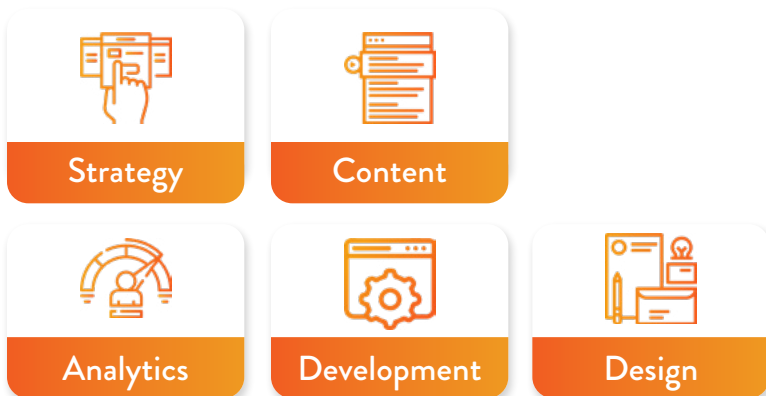 Strategy
Content
Analytics
Development
Design